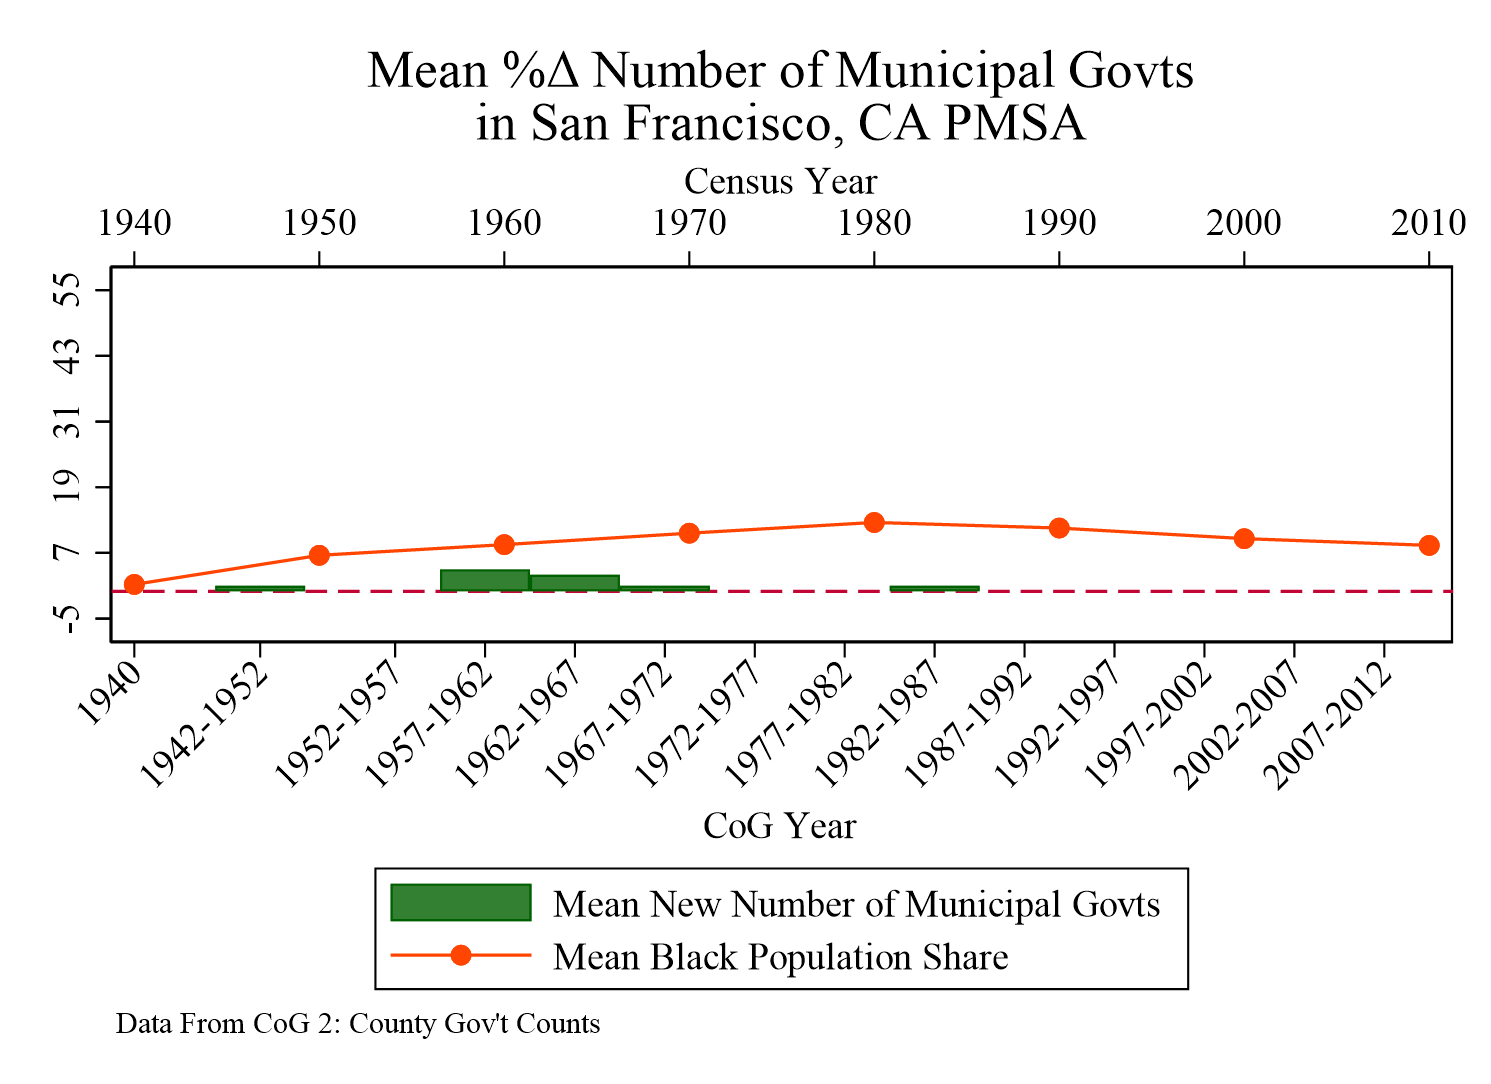 Mean %Δ Number of Municipal Govts
in San Francisco, CA PMSA
Census Year
1940 1950 1960 1970 1980 1990 2000 2010
55
43
31
19
7
-5
1940 1942-1952 1952-1957 1957-1962 1962-1967 1967-1972 1972-1977 1977-1982 1982-1987 1987-1992 1992-1997 1997-2002 2002-2007 2007-2012
CoG Year
Mean New Number of Municipal Govts
Mean Black Population Share
Data From CoG 2: County Gov't Counts